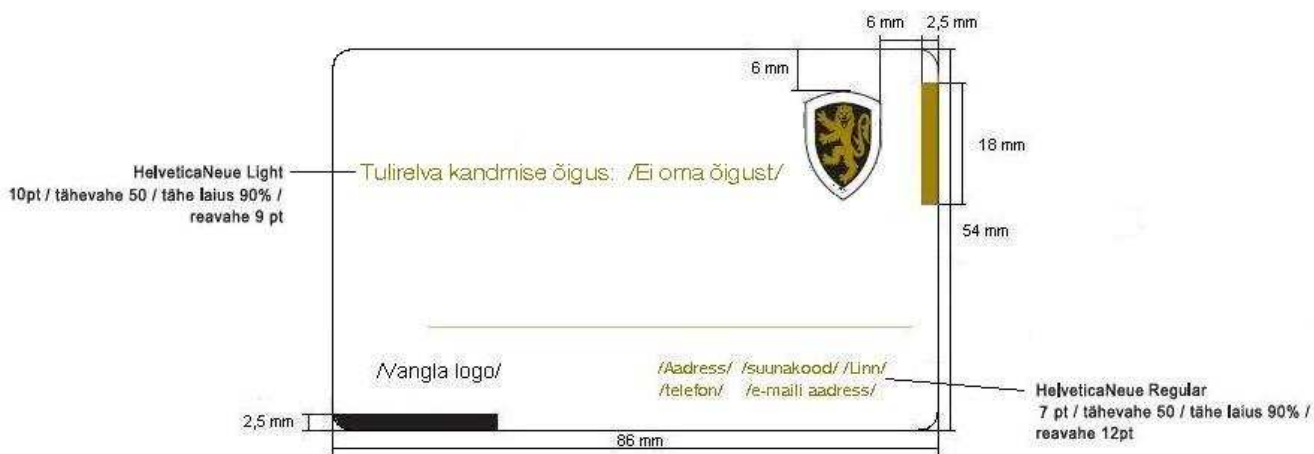 6 mm 2,5 mm
6 mm
HelveticaNeue Light
10pt / tähevahe 50 / tähe laius 90% /
reavahe 9 pt
Tulirelva kandmise õigus: /Ei oma õigust/
18 mm
54 mm
/Vangla logo/
/Aadress/ /suunakood/ /Linn/
/telefon/ /e-maili aadress/
HelveticaNeue Regular
7 pt / tähevahe 50 / tähe laius 90% /
reavahe 12pt
2,5 mm
86 mm